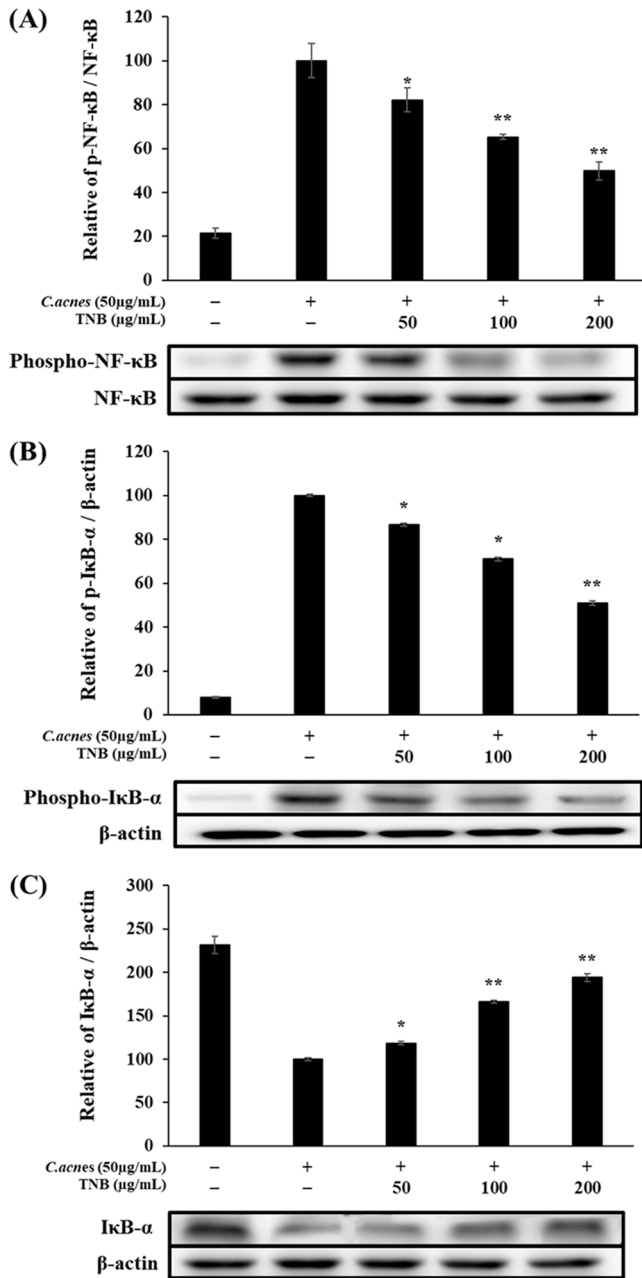 (A)
Relative of p-NF-κB / NF-κB
120
100
80
60
40
20
0
*
**
**
C.acnes (50μg/mL) – + + + +
TNB (μg/mL) – – 50 100 200
Phospho-NF-κB
NF-κB
(B)
Relative of p-IκB-α / β-actin
120
100
80
60
40
20
0
*
*
**
C.acnes (50μg/mL) – + + + +
TNB (μg/mL) – – 50 100 200
Phospho-IκB-α
β-actin
(C)
Relative of IκB-α / β-actin
300
250
200
150
100
50
0
*
**
**
C.acnes (50μg/mL) – + + + +
TNB (μg/mL) – – 50 100 200
IκB-α
β-actin